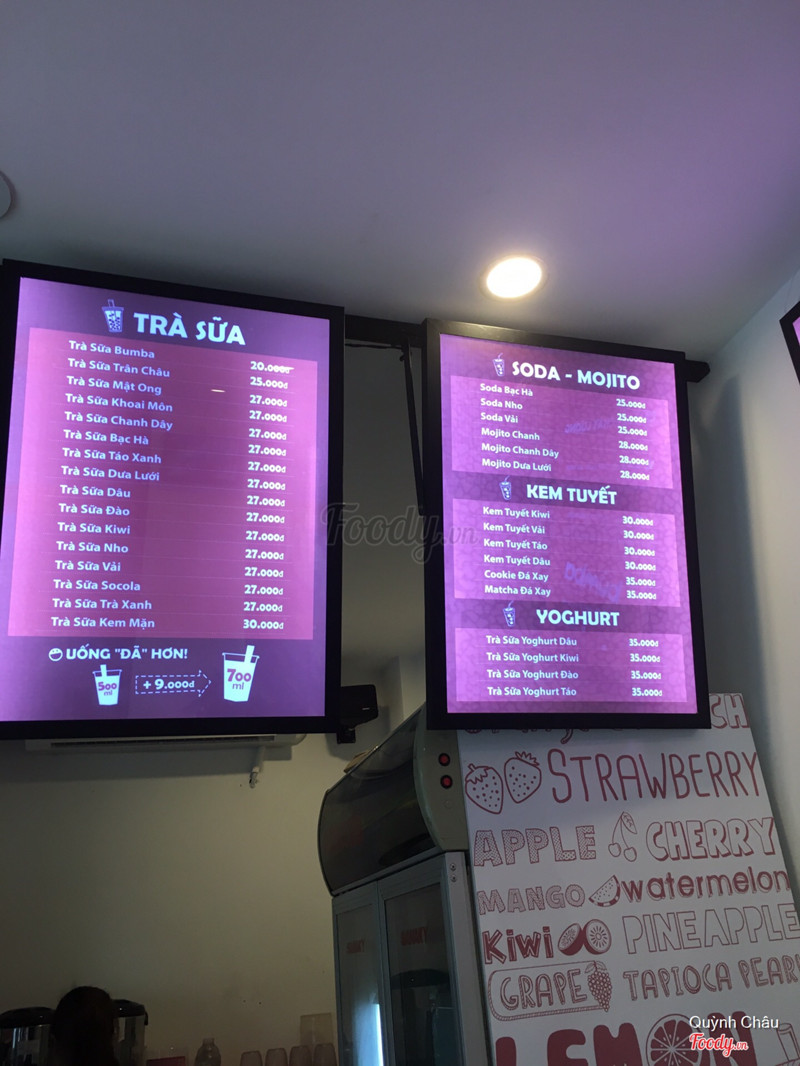 TRÀ SỮA
Trà Sữa Bumba 20.000đ
Trà Sữa Trân Châu 25.000đ
Trà Sữa Mật Ong 27.000đ
Trà Sữa Khoai Môn 27.000đ
Trà Sữa Chanh Dây 27.000đ
Trà Sữa Bạc Hà 27.000đ
Trà Sữa Táo Xanh 27.000đ
Trà Sữa Dưa Lưới 27.000đ
Trà Sữa Dâu 27.000đ
Trà Sữa Đào 27.000đ
Trà Sữa Kiwi 27.000đ
Trà Sữa Nho 27.000đ
Trà Sữa Vải 27.000đ
Trà Sữa Socola 27.000đ
Trà Sữa Trà Xanh 27.000đ
Trà Sữa Kem Mặn 30.000đ
UỐNG "ĐÃ" HƠN!
500 ml + 9.000đ 700 ml
SODA - MOJITO
Soda Bạc Hà 25.000đ
Soda Nho 25.000đ
Soda Vải 25.000đ
Mojito Chanh 28.000đ
Mojito Chanh Dây 28.000đ
Mojito Dưa Lưới 28.000đ
KEM TUYẾT
Kem Tuyết Kiwi 30.000đ
Kem Tuyết Vải 30.000đ
Kem Tuyết Táo 30.000đ
Kem Tuyết Dâu 30.000đ
Cookie Đá Xay 35.000đ
Matcha Đá Xay 35.000đ
YOGHURT
Trà Sữa Yoghurt Dâu 35.000đ
Trà Sữa Yoghurt Kiwi 35.000đ
Trà Sữa Yoghurt Đào 35.000đ
Trà Sữa Yoghurt Táo 35.000đ
Foody.vn
STRAWBERRY
APPLE CHERRY
MANGO watermelon
Kiwi PINEAPPLE
GRAPE TAPIOCA PEARL
LEMON
Quỳnh Châu
Foody.vn